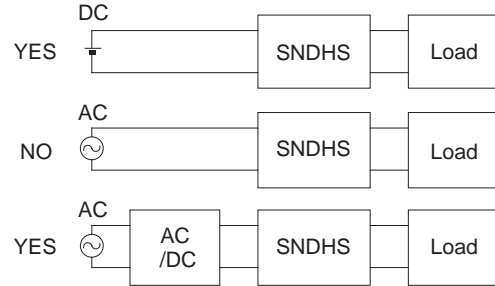 DC
YES SNDHS Load
AC
NO SNDHS Load
AC
YES AC /DC SNDHS Load